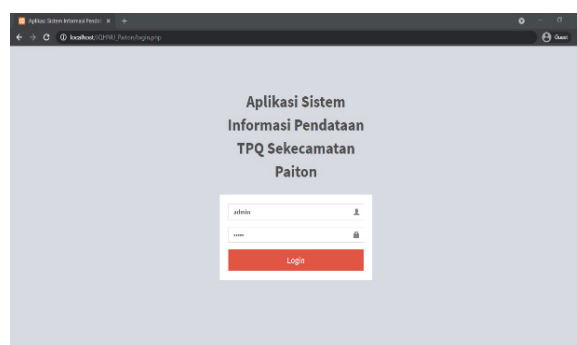 Aplikasi Sistem Informasi Pendat
Guest
localhost
Aplikasi Sistem
Informasi Pendataan
TPQ Sekecamatan
Paiton
admin
•••••
Login